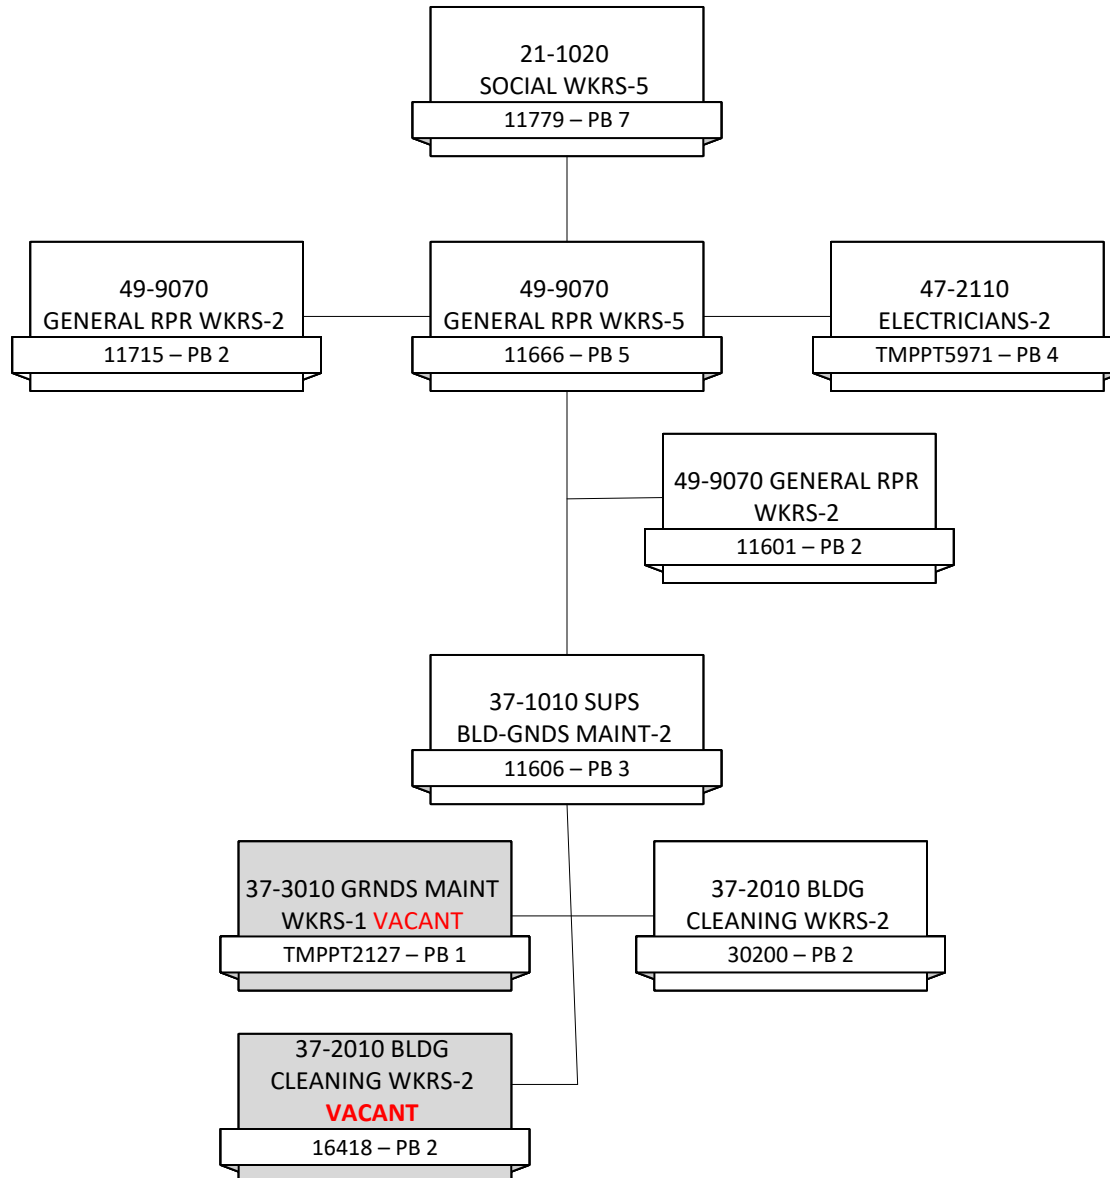 21-1020
SOCIAL WKRS-5
11779 – PB 7
49-9070
GENERAL RPR WKRS-2
11715 – PB 2
49-9070
GENERAL RPR WKRS-5
11666 – PB 5
47-2110
ELECTRICIANS-2
TMPPT5971 – PB 4
49-9070 GENERAL RPR
WKRS-2
11601 – PB 2
37-1010 SUPS
BLD-GNDS MAINT-2
11606 – PB 3
37-3010 GRNDS MAINT
WKRS-1 VACANT
TMPPT2127 – PB 1
37-2010 BLDG
CLEANING WKRS-2
30200 – PB 2
37-2010 BLDG
CLEANING WKRS-2
VACANT
16418 – PB 2